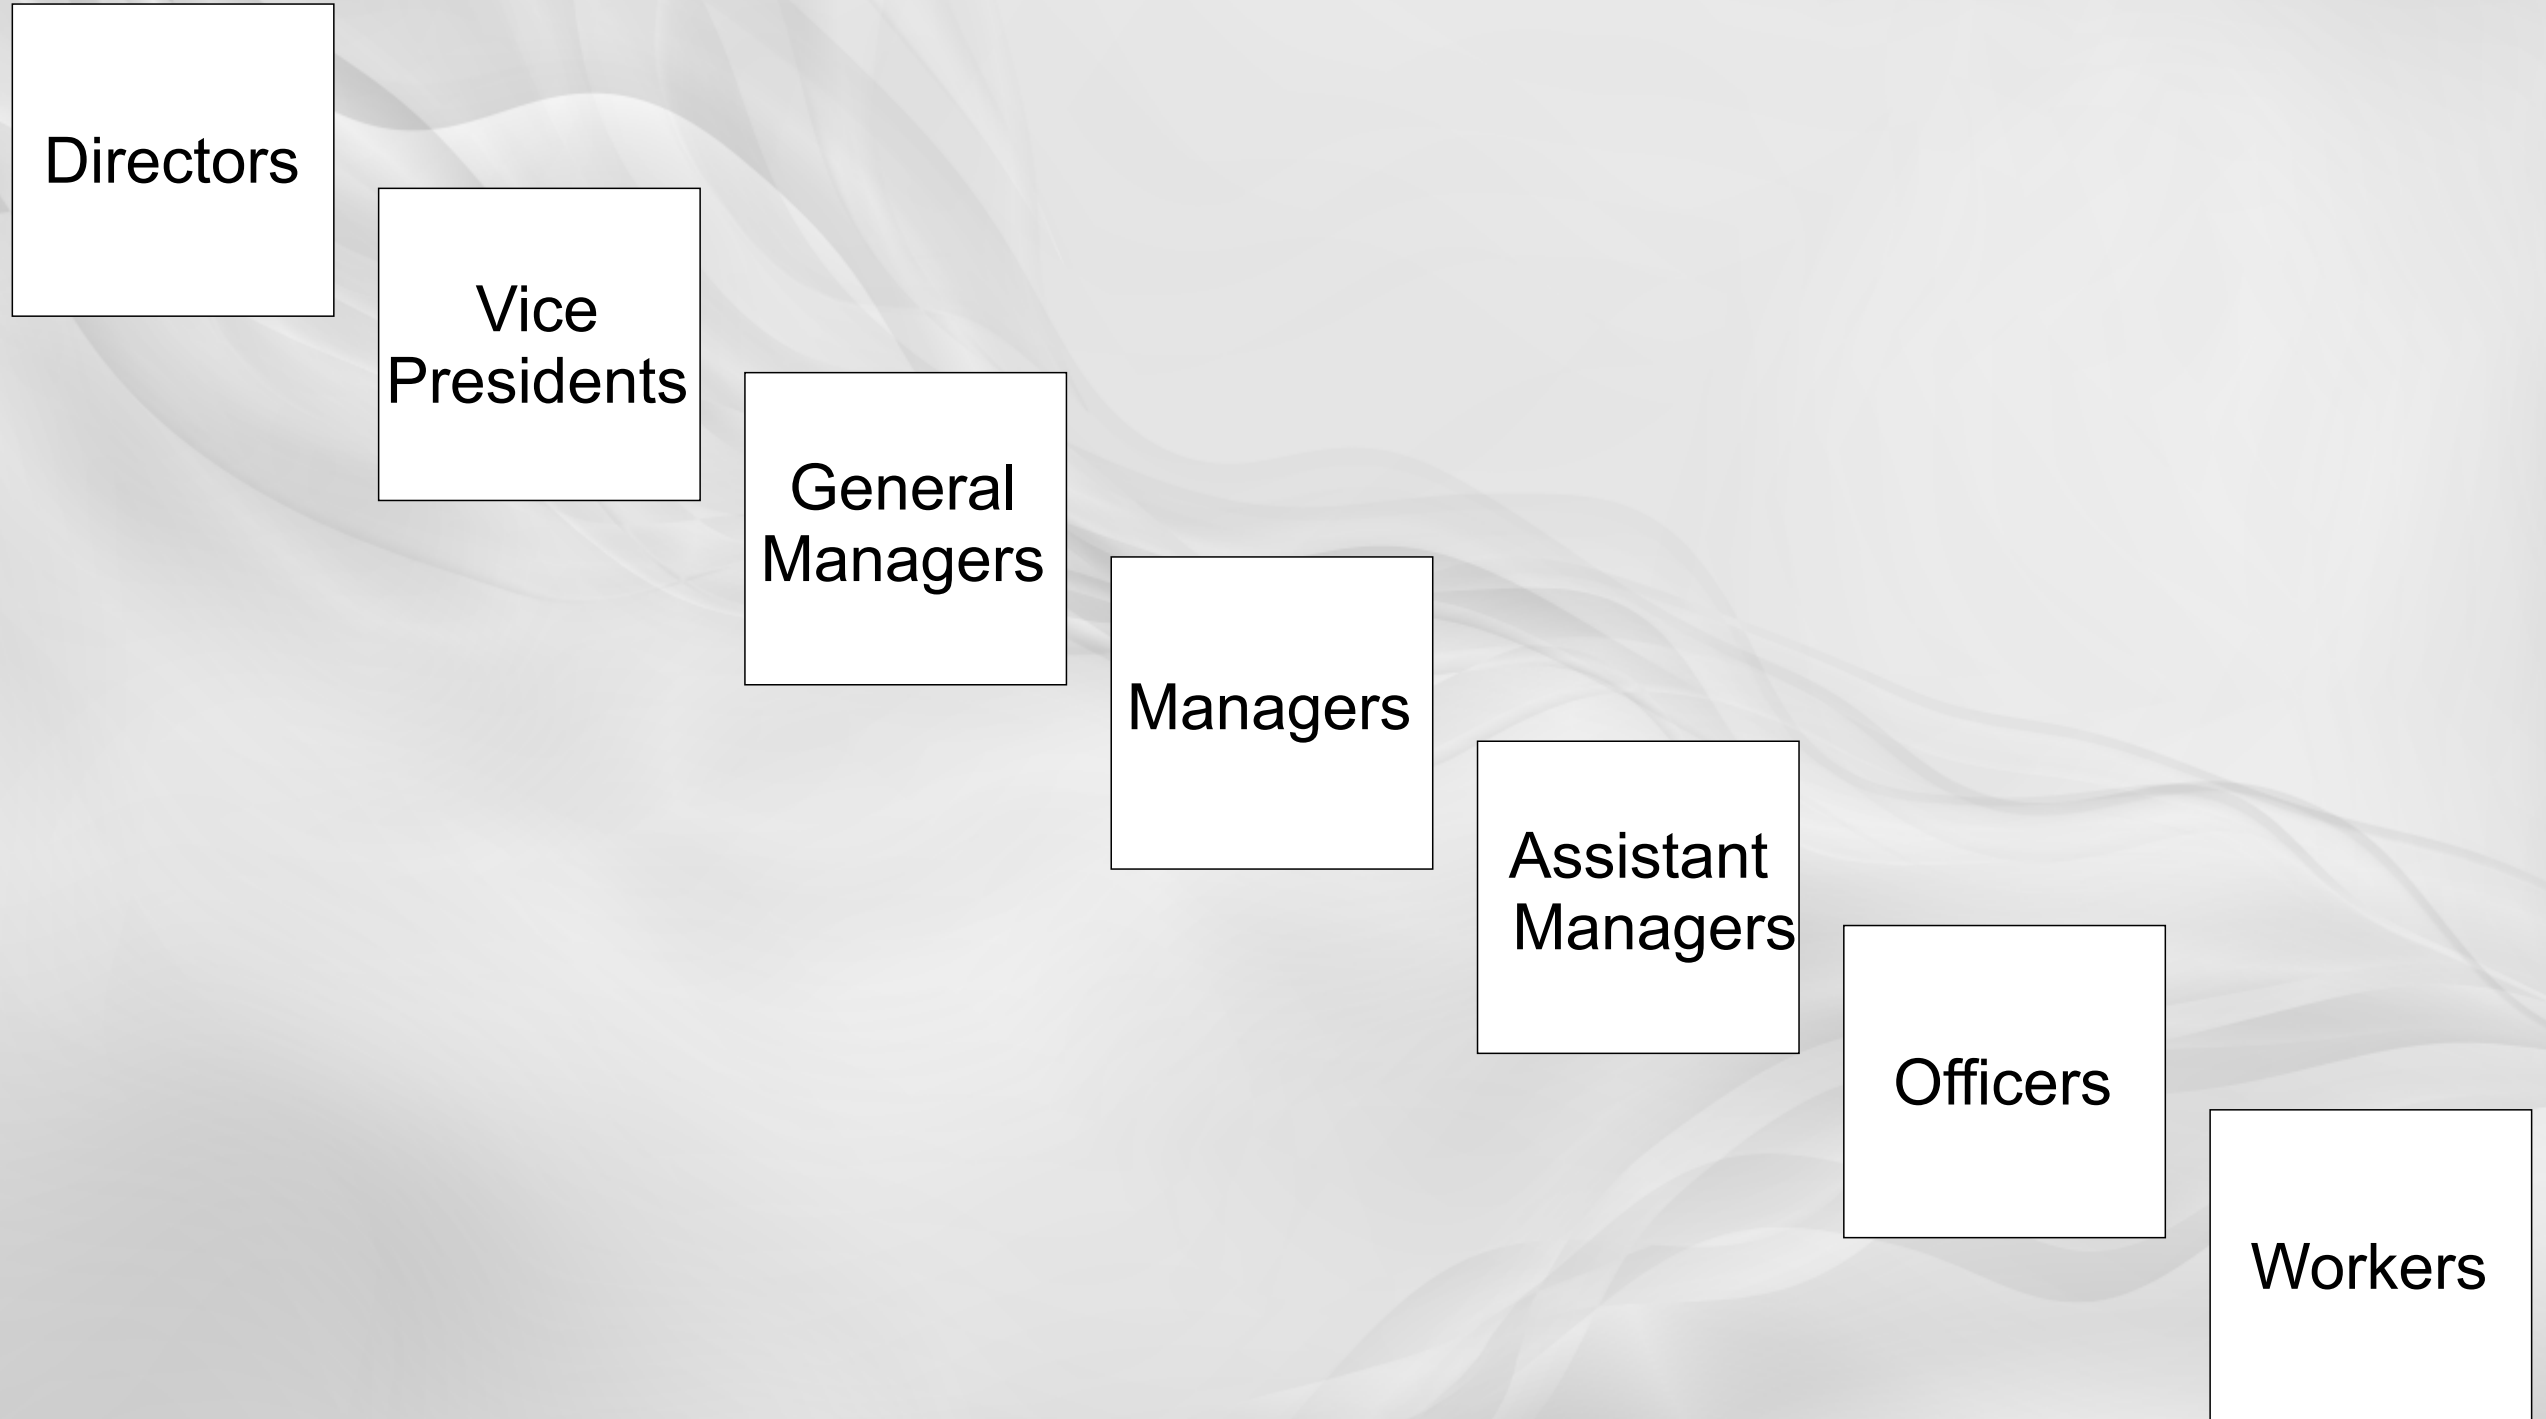 Directors
Vice
Presidents
General
Managers
Managers
Assistant
Managers
Officers
Workers